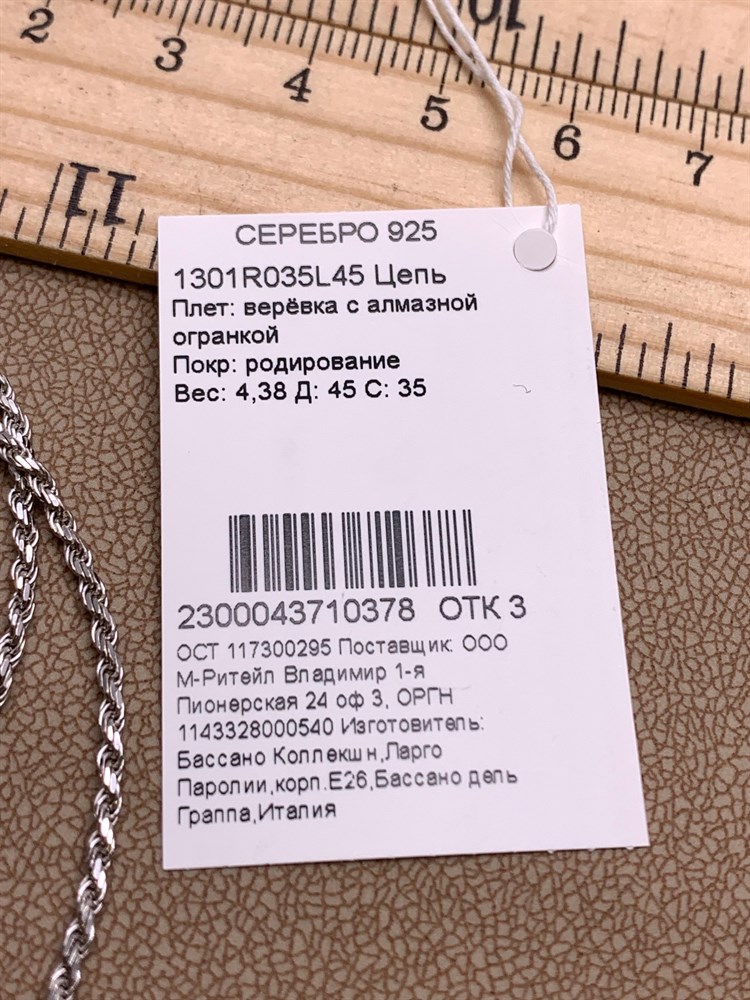 2 3 4 5 6 7
10
11
СЕРЕБРО 925
1301R035L45 Цепь
Плет: верёвка с алмазной
огранкой
Покр: родирование
Вес: 4,38 Д: 45 С: 35
2300043710378 ОТК 3
ОСТ 117300295 Поставщик: ООО
М-Ритейл Владимир 1-я
Пионерская 24 оф 3, ОРГН
1143328000540 Изготовитель:
Бассано Коллекшн,Ларго
Паролии,корп.Е26,Бассано дель
Граппа,Италия